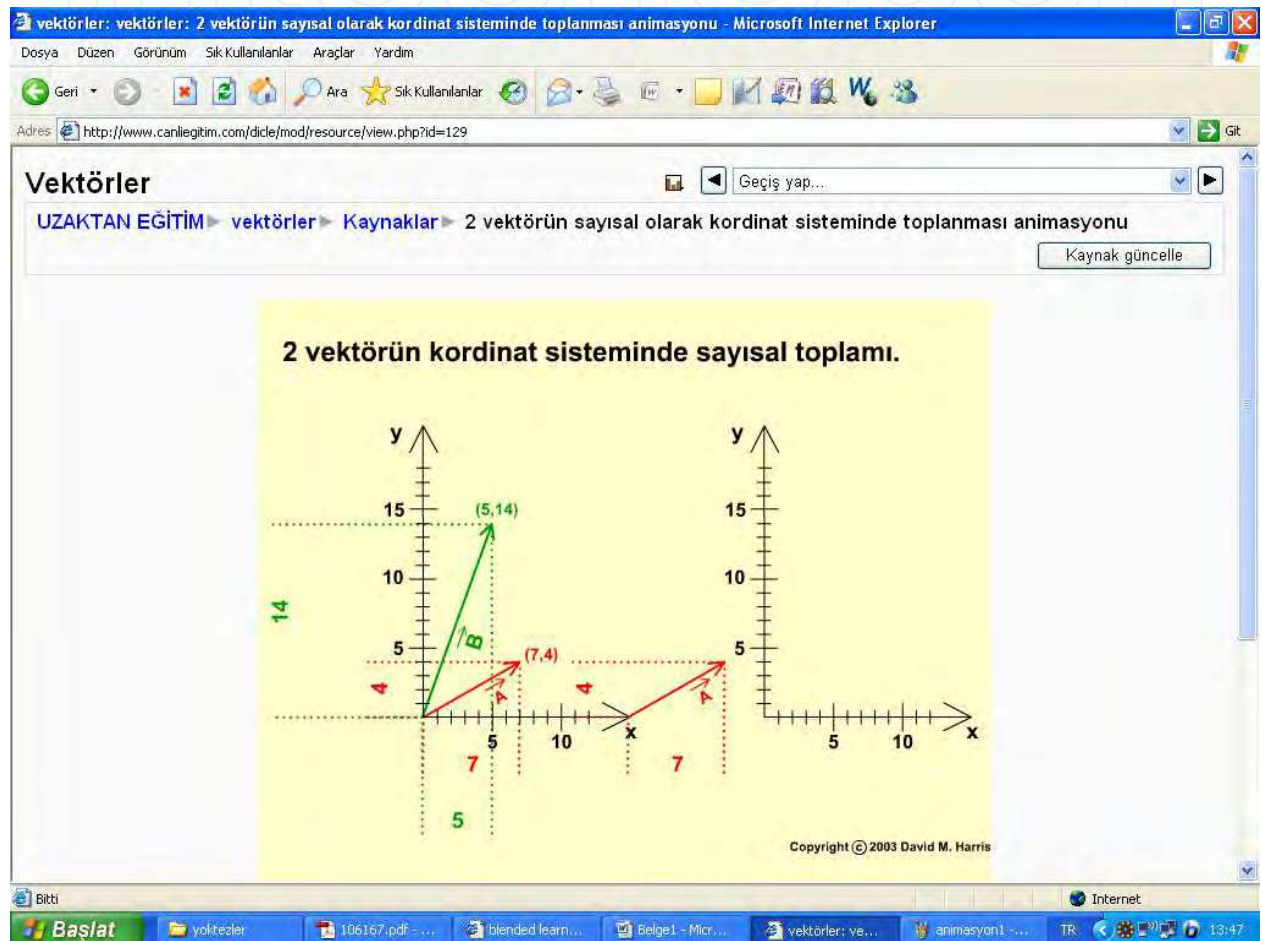 vektörler: vektörler: 2 vektörün sayısal olarak kordinat sisteminde toplanması animasyonu - Microsoft Internet Explorer
Dosya Düzen Görünüm Sık Kullanılanlar Araçlar Yardım
Geri Ara Sık Kullanılanlar
Adres http://www.canliegitim.com/dicle/mod/resource/view.php?id=129 Git
Vektörler Geçiş yap...
UZAKTAN EĞİTİM ► vektörler ► Kaynaklar ► 2 vektörün sayısal olarak kordinat sisteminde toplanması animasyonu
Kaynak güncelle
2 vektörün kordinat sisteminde sayısal toplamı.
y y
15 (5,14) 15
10 10
14 B
5 (7,4) 5
4 A 4 A
x x
5 10 5 10
7 7
5
Copyright © 2003 David M. Harris
Bitti Internet
Başlat yoktezler 106167.pdf - ... blended learn... Belge1 - Micr... vektörler: ve... animasyon1 -... TR 13:47